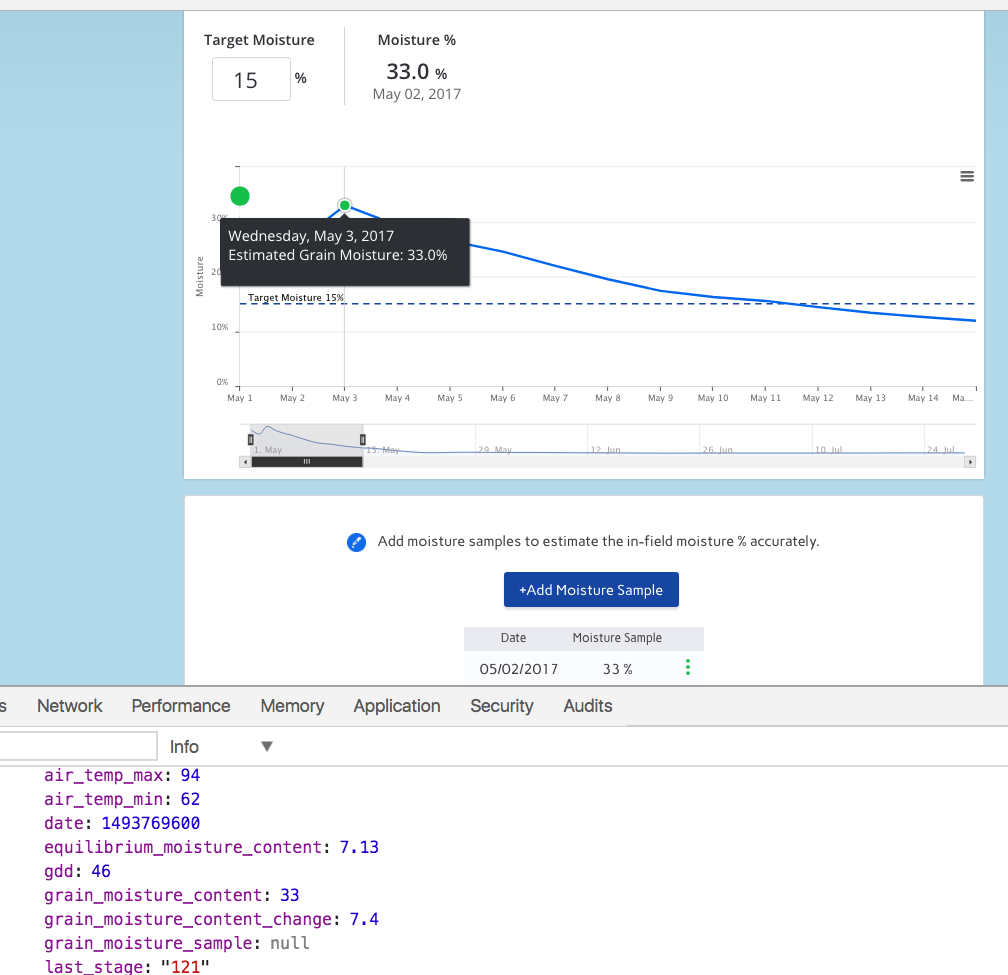 Target Moisture
Moisture %
15 %
33.0 %
May 02, 2017
30%
Wednesday, May 3, 2017
Estimated Grain Moisture: 33.0%
20
Moisture
Target Moisture 15%
10%
0%
May 1 May 2 May 3 May 4 May 5 May 6 May 7 May 8 May 9 May 10 May 11 May 12 May 13 May 14 Ma...
1. May 15. May 29. May 12. Jun 26. Jun 10. Jul 24. Jul
Add moisture samples to estimate the in-field moisture % accurately.
+Add Moisture Sample
Date Moisture Sample
05/02/2017 33 %
s Network Performance Memory Application Security Audits
Info ▼
air_temp_max: 94
air_temp_min: 62
date: 1493769600
equilibrium_moisture_content: 7.13
gdd: 46
grain_moisture_content: 33
grain_moisture_content_change: 7.4
grain_moisture_sample: null
last_stage: "121"